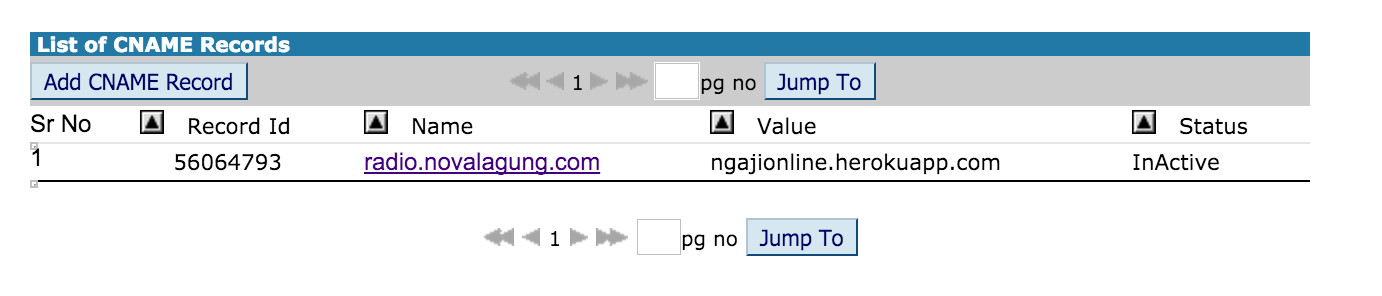 List of CNAME Records
Add CNAME Record 1 pg no Jump To
Sr No Record Id Name Value Status
1 56064793 radio.novalagung.com ngajionline.herokuapp.com InActive
1 pg no Jump To